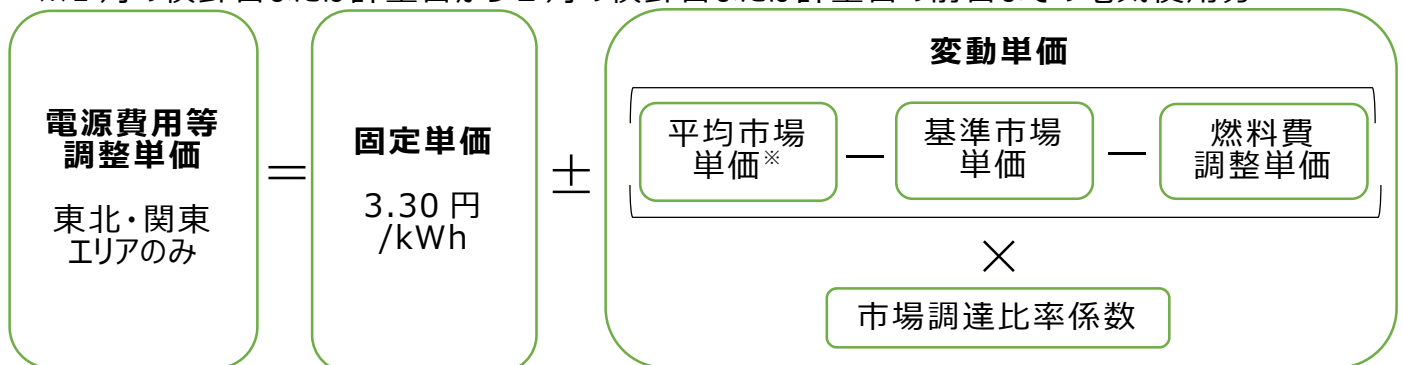 変動単価
電源費用等
調整単価
東北・関東
エリアのみ
＝
固定単価
3.30 円
/kWh
±
平均市場
単価※
－
基準市場
単価
－
燃料費
調整単価
×
市場調達比率係数